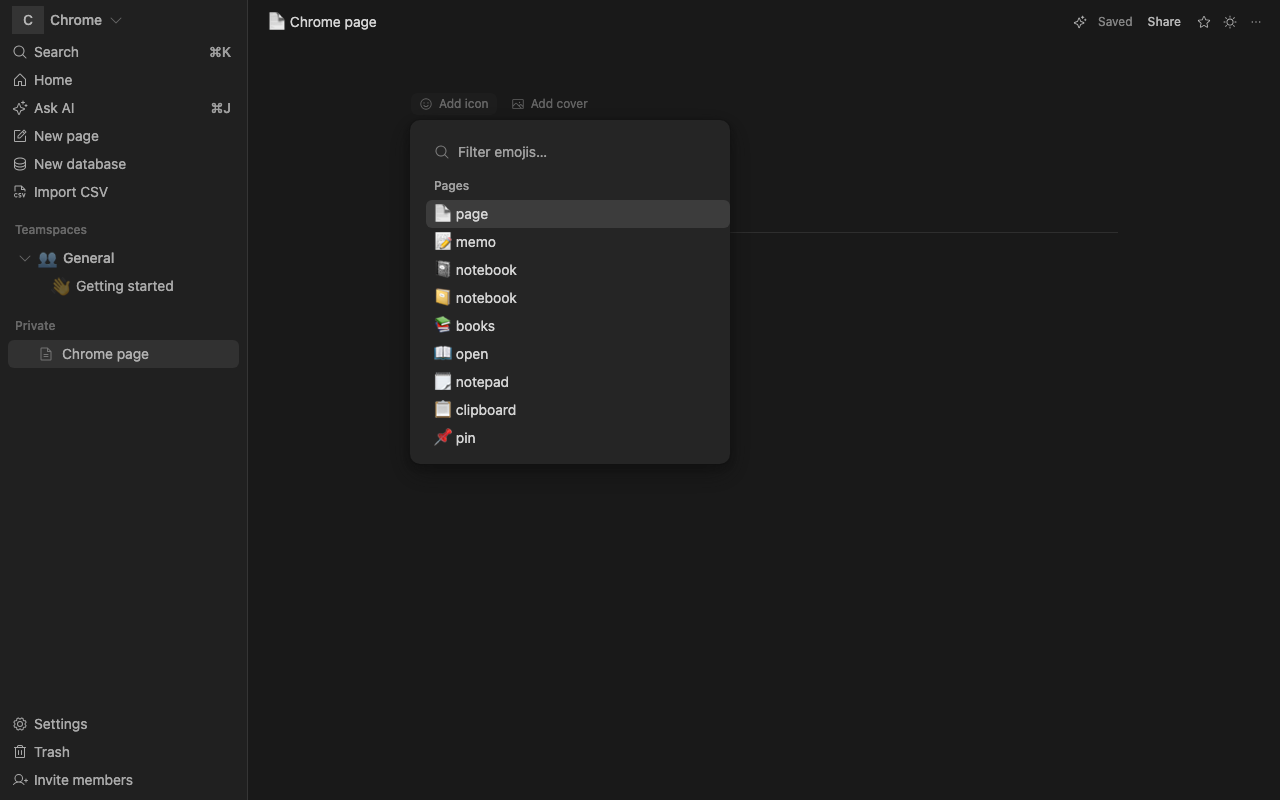 C Chrome
Search ⌘K
Home
Ask AI ⌘J
New page
New database
Import CSV
Teamspaces
General
Getting started
Private
Chrome page
Settings
Trash
Invite members
Chrome page
Saved Share
Add icon Add cover
Filter emojis...
Pages
page
memo
notebook
notebook
books
open
notepad
clipboard
pin